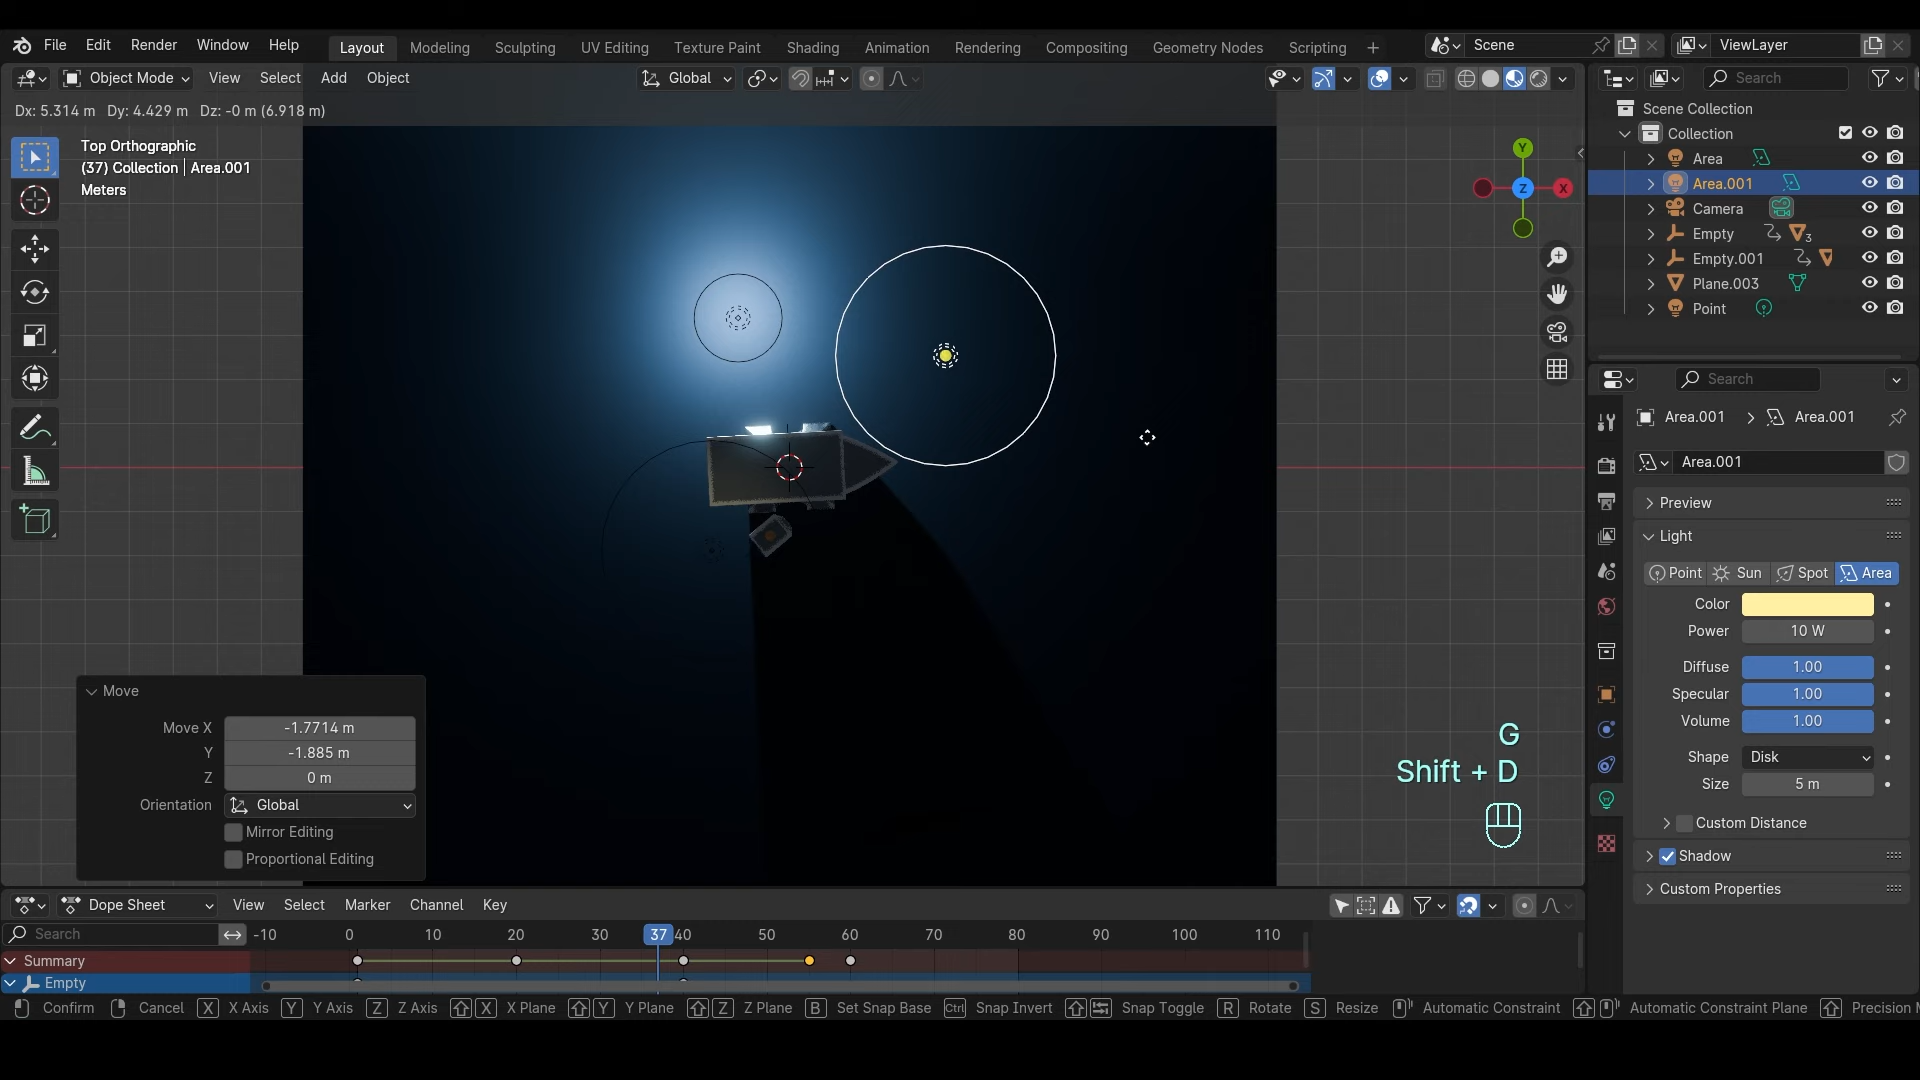 File Edit Render Window Help Layout Modeling Sculpting UV Editing Texture Paint Shading Animation Rendering Compositing Geometry Nodes Scripting + Scene ViewLayer
Object Mode View Select Add Object Global Search
Dx: 5.314 m Dy: 4.429 m Dz: -0 m (6.918 m)
Top Orthographic
(37) Collection | Area.001
Meters
Y
Z
X
Scene Collection
Collection
Area
Area.001
Camera
Empty 3
Empty.001
Plane.003
Point
Search
Area.001 > Area.001
Area.001
Preview
Light
Point Sun Spot Area
Color
Power 10 W
Diffuse 1.00
Specular 1.00
Volume 1.00
Shape Disk
Size 5 m
Custom Distance
Shadow
Custom Properties
Move
Move X -1.7714 m
Y -1.885 m
Z 0 m
Orientation Global
Mirror Editing
Proportional Editing
G
Shift + D
Dope Sheet View Select Marker Channel Key
Search -10 0 10 20 30 37 40 50 60 70 80 90 100 110
Summary
Empty
Confirm Cancel X X Axis Y Y Axis Z Z Axis X X Plane Y Y Plane Z Z Plane B Set Snap Base Ctrl Snap Invert Snap Toggle R Rotate S Resize Automatic Constraint Automatic Constraint Plane Precision M